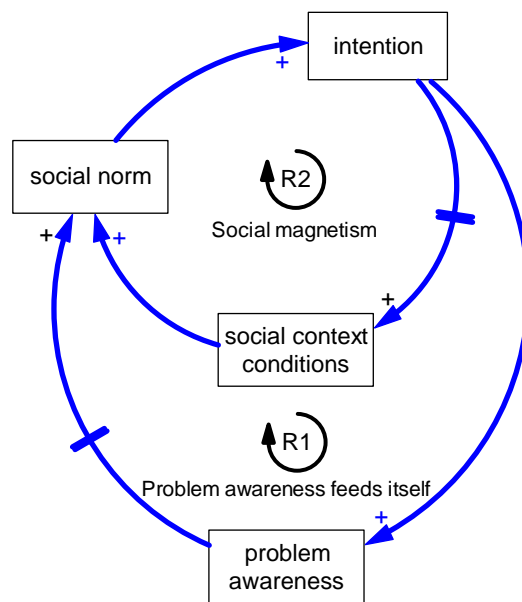 intention
+
social norm
R2
Social magnetism
+
+
+
social context
conditions
R1
Problem awareness feeds itself
+
problem
awareness